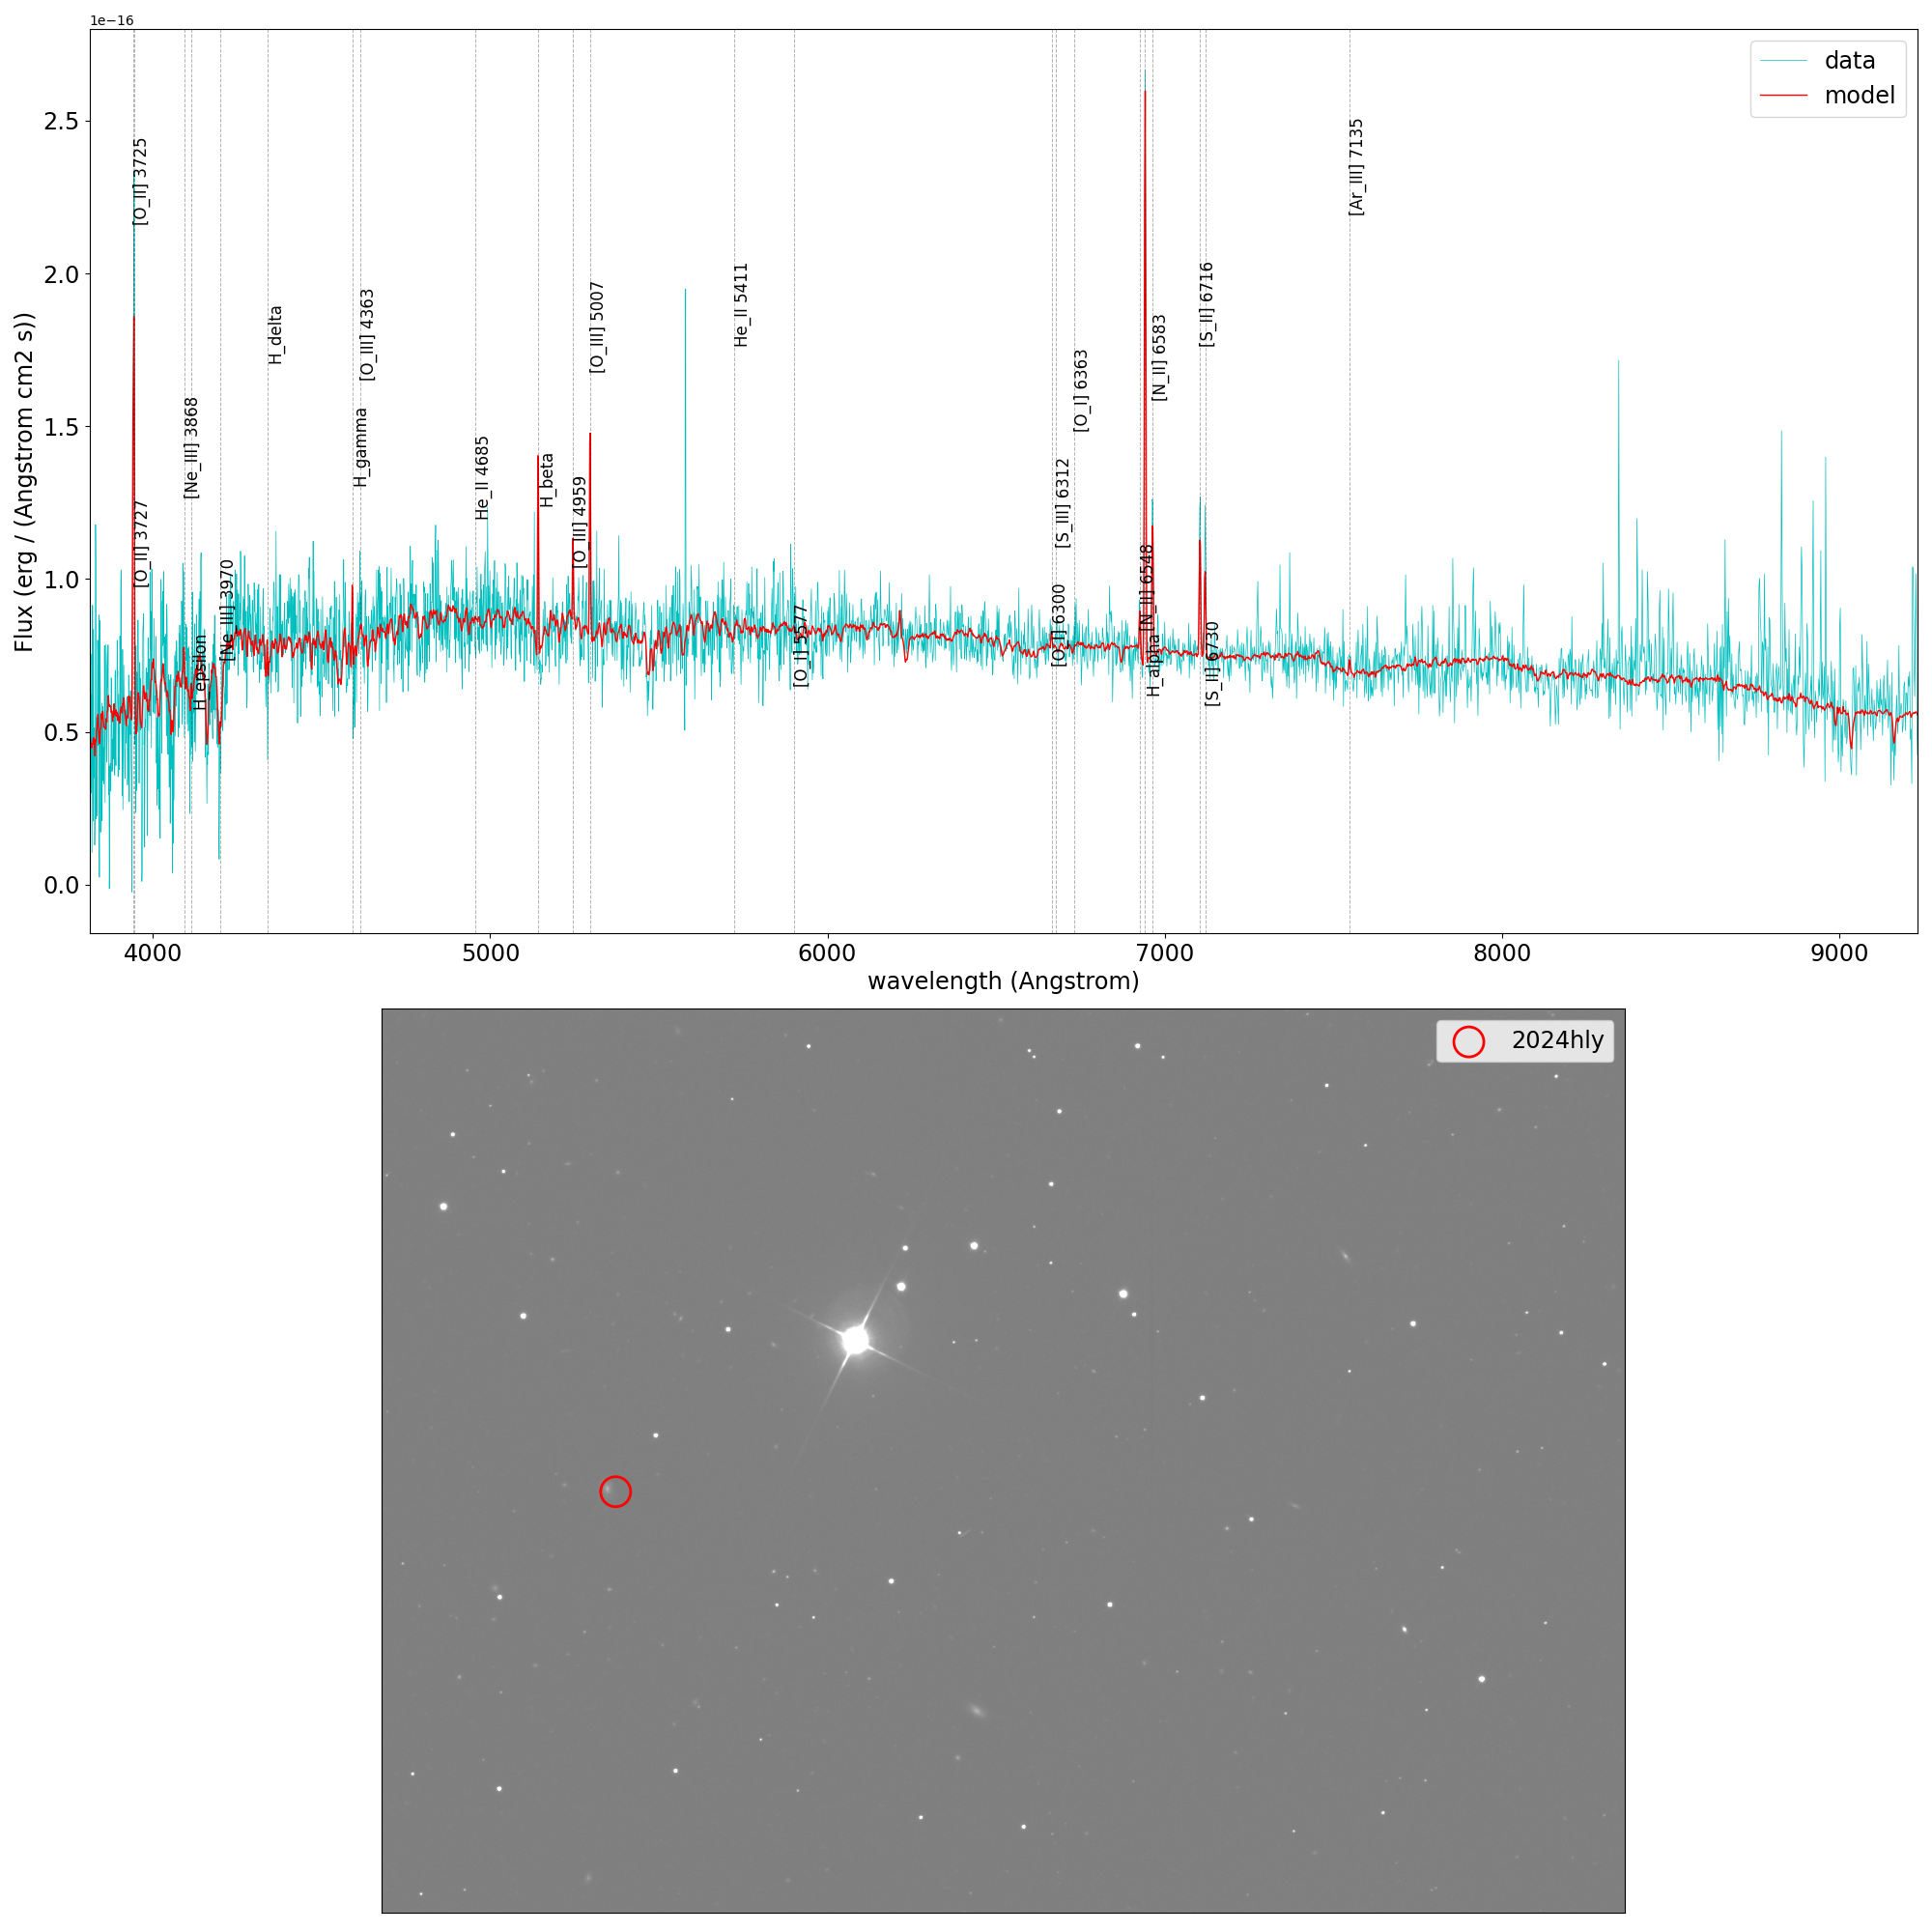 1e−16
data
model
2.5
2.0
1.5
1.0
0.5
0.0
Flux (erg / (Angstrom cm2 s))
[O_II] 3725
[O_II] 3727
[Ne_III] 3868
H_epsilon
[Ne_III] 3970
H_delta
H_gamma
[O_III] 4363
He_II 4685
H_beta
[O_III] 4959
[O_III] 5007
He_II 5411
[O_I] 5577
[O_I] 6300
[S_III] 6312
[O_I] 6363
[N_II] 6548
H_alpha
[N_II] 6583
[S_II] 6716
[S_II] 6730
[Ar_III] 7135
4000 5000 6000 7000 8000 9000
wavelength (Angstrom)
2024hly